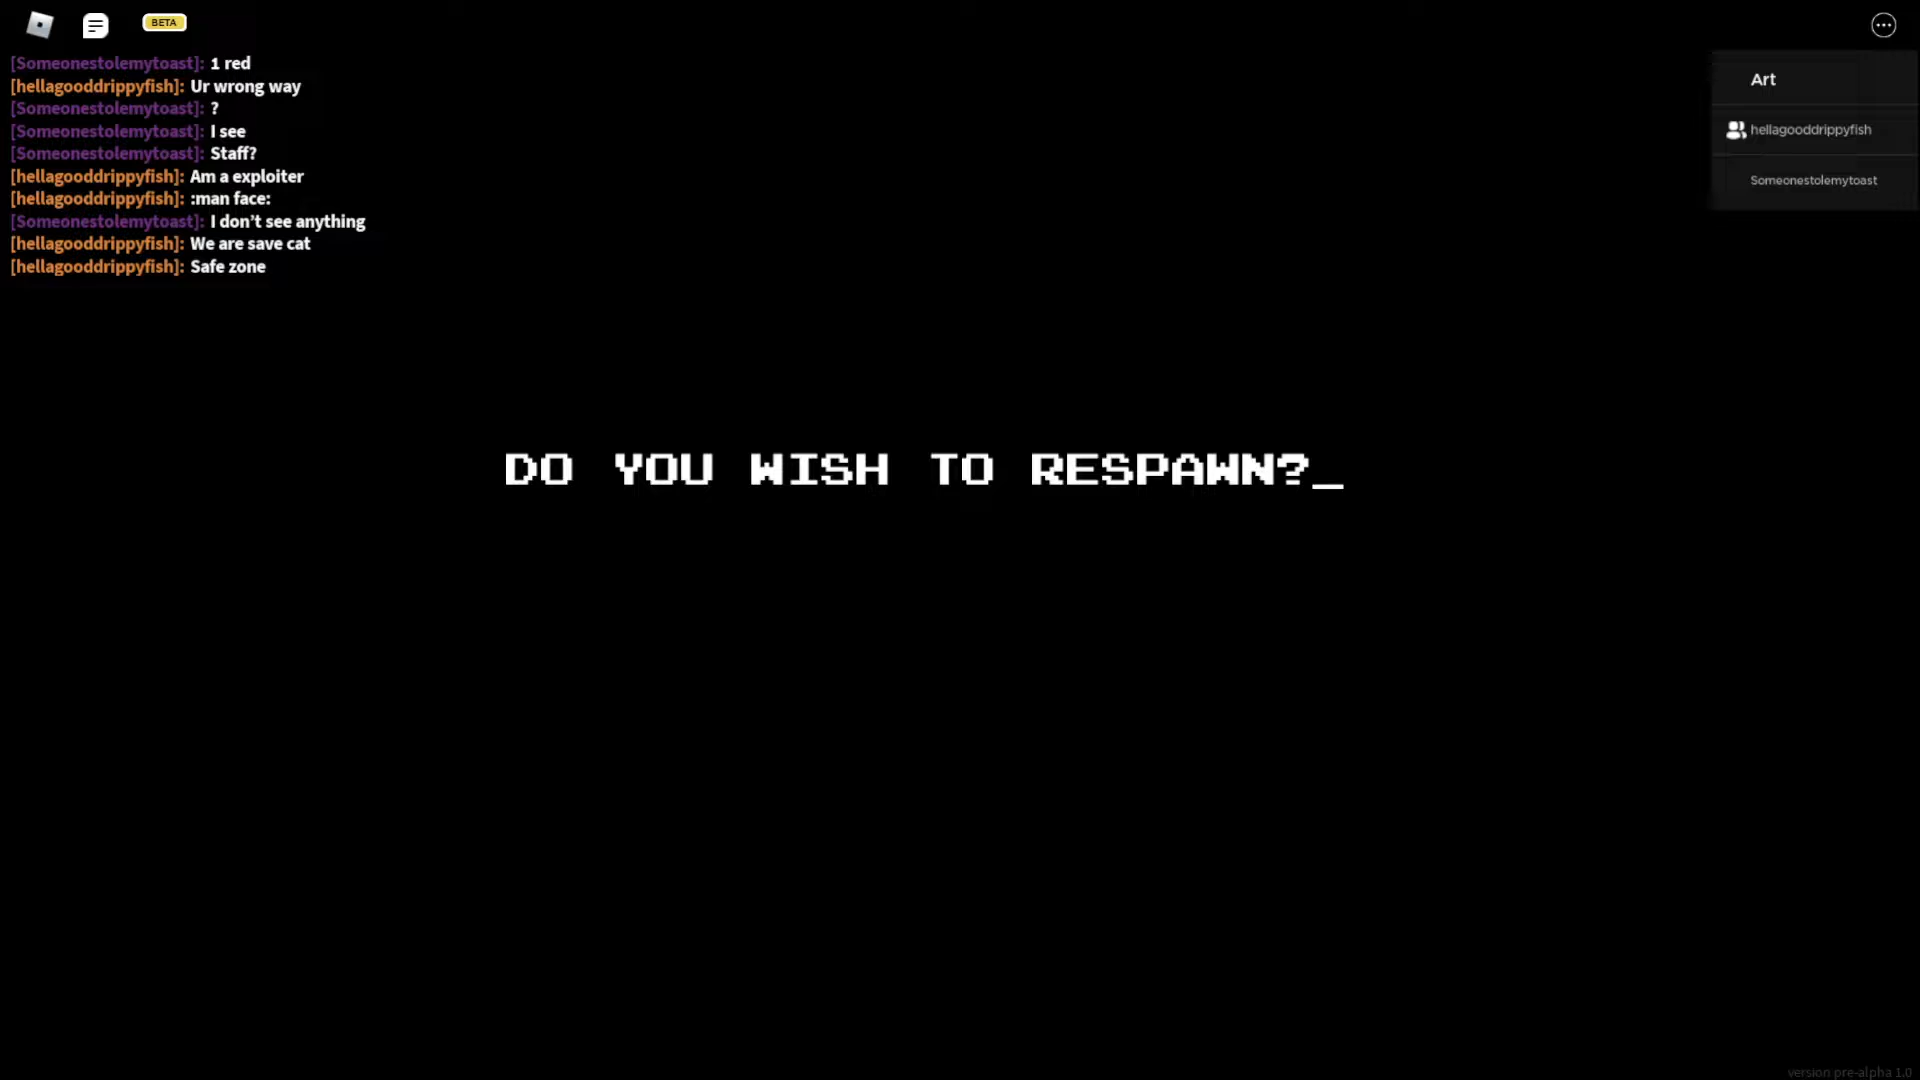 BETA
[Someonestolemytoast]: 1 red
[hellagooddrippyfish]: Ur wrong way
[Someonestolemytoast]: ?
[Someonestolemytoast]: I see
[Someonestolemytoast]: Staff?
[hellagooddrippyfish]: Am a exploiter
[hellagooddrippyfish]: :man face:
[Someonestolemytoast]: I don’t see anything
[hellagooddrippyfish]: We are save cat
[hellagooddrippyfish]: Safe zone
Art
hellagooddrippyfish
Someonestolemytoast
DO YOU WISH TO RESPAWN?_
version pre-alpha 1.0